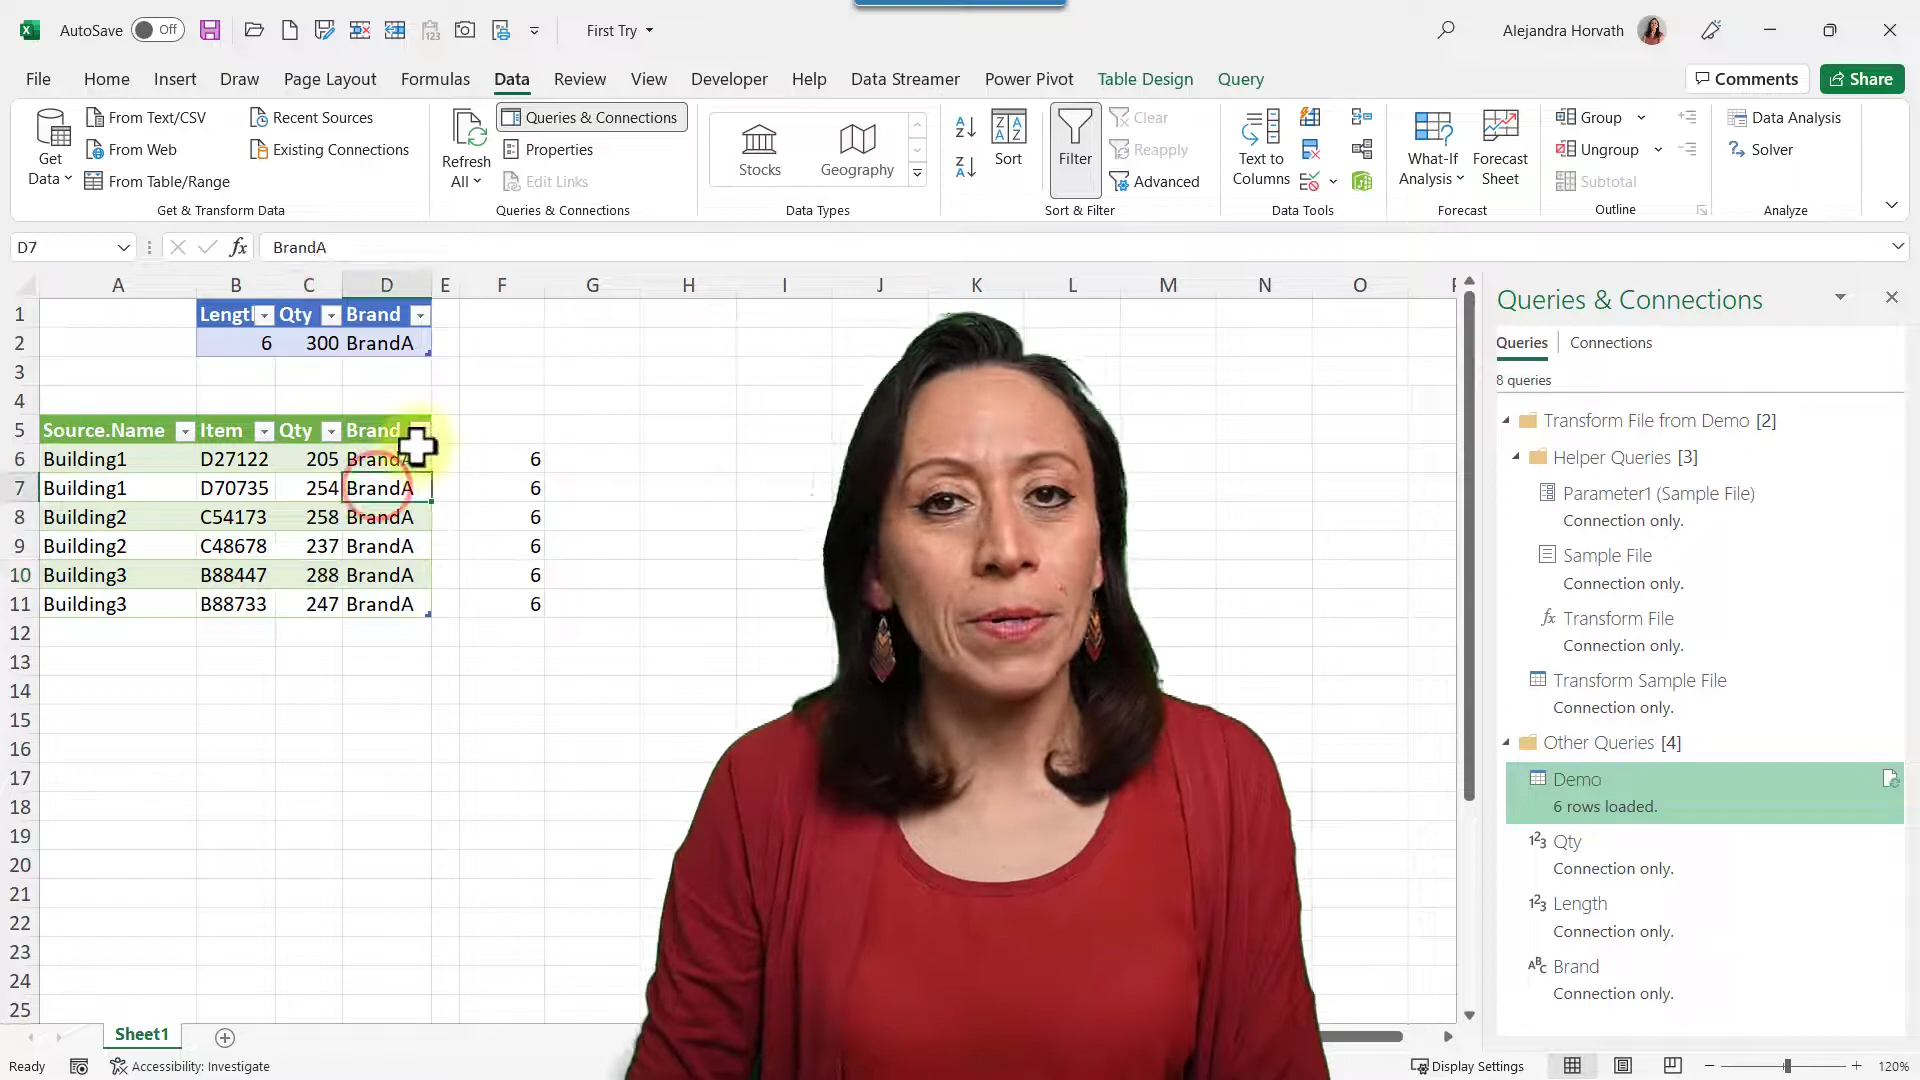 AutoSave Off First Try Alejandra Horvath
File Home Insert Draw Page Layout Formulas Data Review View Developer Help Data Streamer Power Pivot Table Design Query Comments Share
Get Data
From Text/CSV
From Web
From Table/Range
Recent Sources
Existing Connections
Get & Transform Data
Refresh All
Queries & Connections
Properties
Edit Links
Queries & Connections
Stocks
Geography
Data Types
Sort
Filter
Clear
Reapply
Advanced
Sort & Filter
Text to Columns
Data Tools
What-If Analysis
Forecast Sheet
Forecast
Group
Ungroup
Subtotal
Outline
Data Analysis
Solver
Analyze
D7 fx BrandA
A B C D E F G H I J K L M N O
1 Qty Brand
2 6 300 BrandA
3
4
5 Source.Name Item Qty Brand
6 Building1 D27122 205 6
7 Building1 D70735 254 BrandA 6
8 Building2 C54173 258 BrandA 6
9 Building2 C48678 237 BrandA 6
10 Building3 B88447 288 BrandA 6
11 Building3 B88733 247 BrandA 6
12
13
14
15
16
17
18
19
20
21
22
23
24
25
Queries & Connections
Queries Connections
8 queries
Transform File from Demo [2]
Helper Queries [3]
Parameter1 (Sample File)
Connection only.
Sample File
Connection only.
fx Transform File
Connection only.
Transform Sample File
Connection only.
Other Queries [4]
Demo
6 rows loaded.
123 Qty
Connection only.
123 Length
Connection only.
ABC Brand
Connection only.
Sheet1
Ready Accessibility: Investigate Display Settings 120%